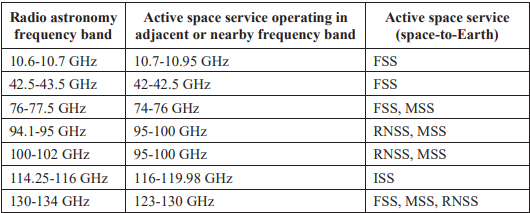 Radio astronomy frequency band | Active space service operating in adjacent or nearby frequency band | Active space service (space-to-Earth)
10.6-10.7 GHz | 10.7-10.95 GHz | FSS
42.5-43.5 GHz | 42-42.5 GHz | FSS
76-77.5 GHz | 74-76 GHz | FSS, MSS
94.1-95 GHz | 95-100 GHz | RNSS, MSS
100-102 GHz | 95-100 GHz | RNSS, MSS
114.25-116 GHz | 116-119.98 GHz | ISS
130-134 GHz | 123-130 GHz | FSS, MSS, RNSS